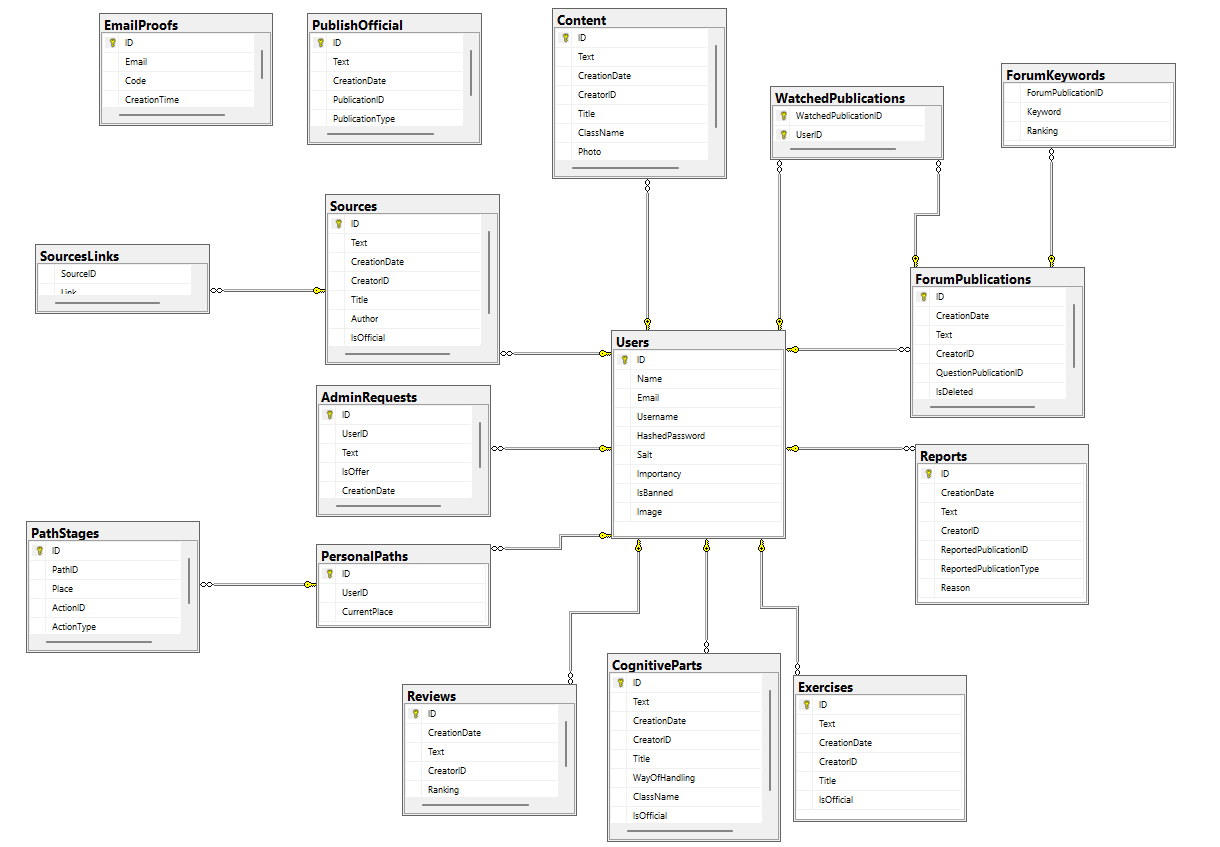 EmailProofs
ID
Email
Code
CreationTime
PublishOfficial
ID
Text
CreationDate
PublicationID
PublicationType
Content
ID
Text
CreationDate
CreatorID
Title
ClassName
Photo
WatchedPublications
WatchedPublicationID
UserID
ForumKeywords
ForumPublicationID
Keyword
Ranking
SourcesLinks
SourceID
Link
Sources
ID
Text
CreationDate
CreatorID
Title
Author
IsOfficial
ForumPublications
ID
CreationDate
Text
CreatorID
QuestionPublicationID
IsDeleted
Users
ID
Name
Email
Username
HashedPassword
Salt
Importancy
IsBanned
Image
AdminRequests
ID
UserID
Text
IsOffer
CreationDate
Reports
ID
CreationDate
Text
CreatorID
ReportedPublicationID
ReportedPublicationType
Reason
PathStages
ID
PathID
Place
ActionID
ActionType
PersonalPaths
ID
UserID
CurrentPlace
Reviews
ID
CreationDate
Text
CreatorID
Ranking
CognitiveParts
ID
Text
CreationDate
CreatorID
Title
WayOfHandling
ClassName
IsOfficial
Exercises
ID
Text
CreationDate
CreatorID
Title
IsOfficial